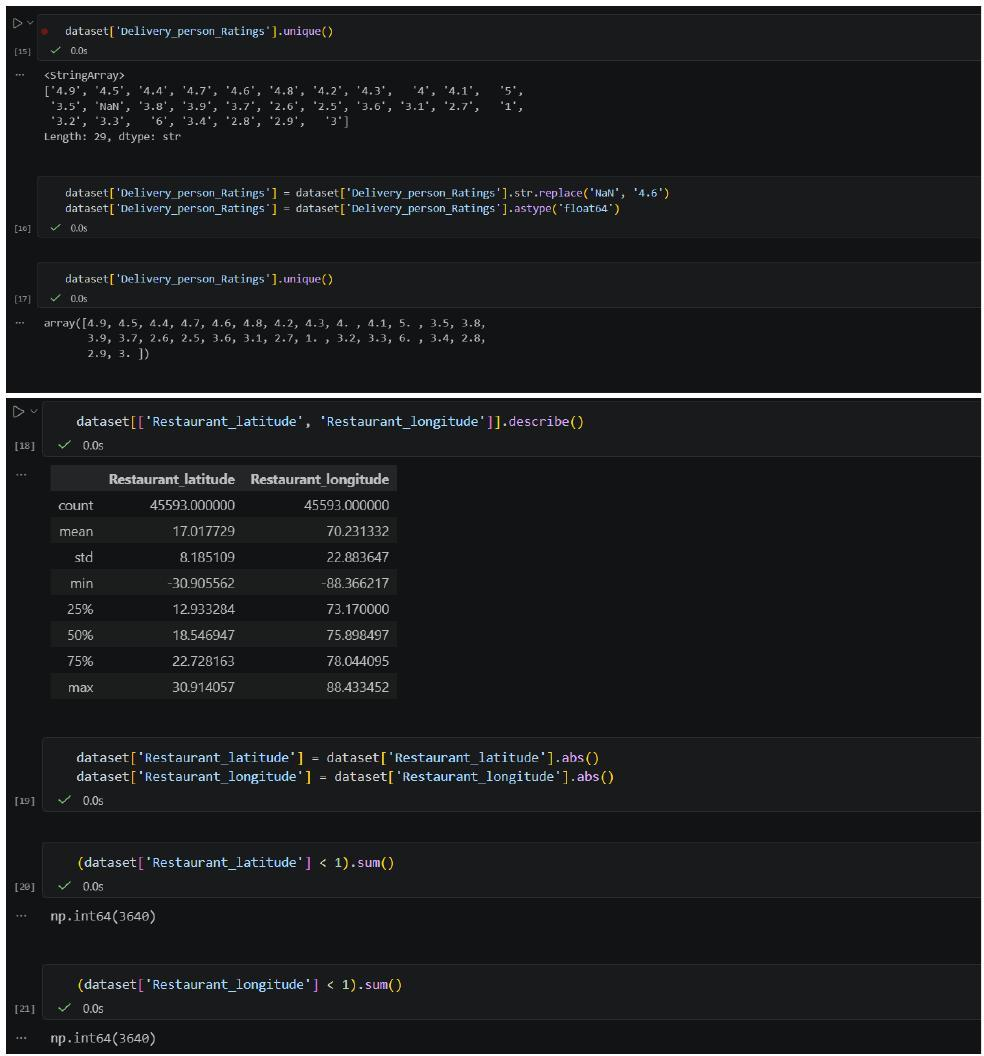 dataset['Delivery_person_Ratings'].unique()
[15] 0.0s
... <StringArray>
['4.9', '4.5', '4.4', '4.7', '4.6', '4.8', '4.2', '4.3', '4', '4.1', '5',
'3.5', 'NaN', '3.8', '3.9', '3.7', '2.6', '2.5', '3.6', '3.1', '2.7', '1',
'3.2', '3.3', '6', '3.4', '2.8', '2.9', '3']
Length: 29, dtype: str
dataset['Delivery_person_Ratings'] = dataset['Delivery_person_Ratings'].str.replace('NaN', '4.6')
dataset['Delivery_person_Ratings'] = dataset['Delivery_person_Ratings'].astype('float64')
[16] 0.0s
dataset['Delivery_person_Ratings'].unique()
[17] 0.0s
... array([4.9, 4.5, 4.4, 4.7, 4.6, 4.8, 4.2, 4.3, 4. , 4.1, 5. , 3.5, 3.8,
3.9, 3.7, 2.6, 2.5, 3.6, 3.1, 2.7, 1. , 3.2, 3.3, 6. , 3.4, 2.8,
2.9, 3. ])
dataset[['Restaurant_latitude', 'Restaurant_longitude']].describe()
[18] 0.0s
... Restaurant_latitude Restaurant_longitude
count 45593.000000 45593.000000
mean 17.017729 70.231332
std 8.185109 22.883647
min -30.905562 -88.366217
25% 12.933284 73.170000
50% 18.546947 75.898497
75% 22.728163 78.044095
max 30.914057 88.433452
dataset['Restaurant_latitude'] = dataset['Restaurant_latitude'].abs()
dataset['Restaurant_longitude'] = dataset['Restaurant_longitude'].abs()
[19] 0.0s
(dataset['Restaurant_latitude'] < 1).sum()
[20] 0.0s
... np.int64(3640)
(dataset['Restaurant_longitude'] < 1).sum()
[21] 0.0s
... np.int64(3640)